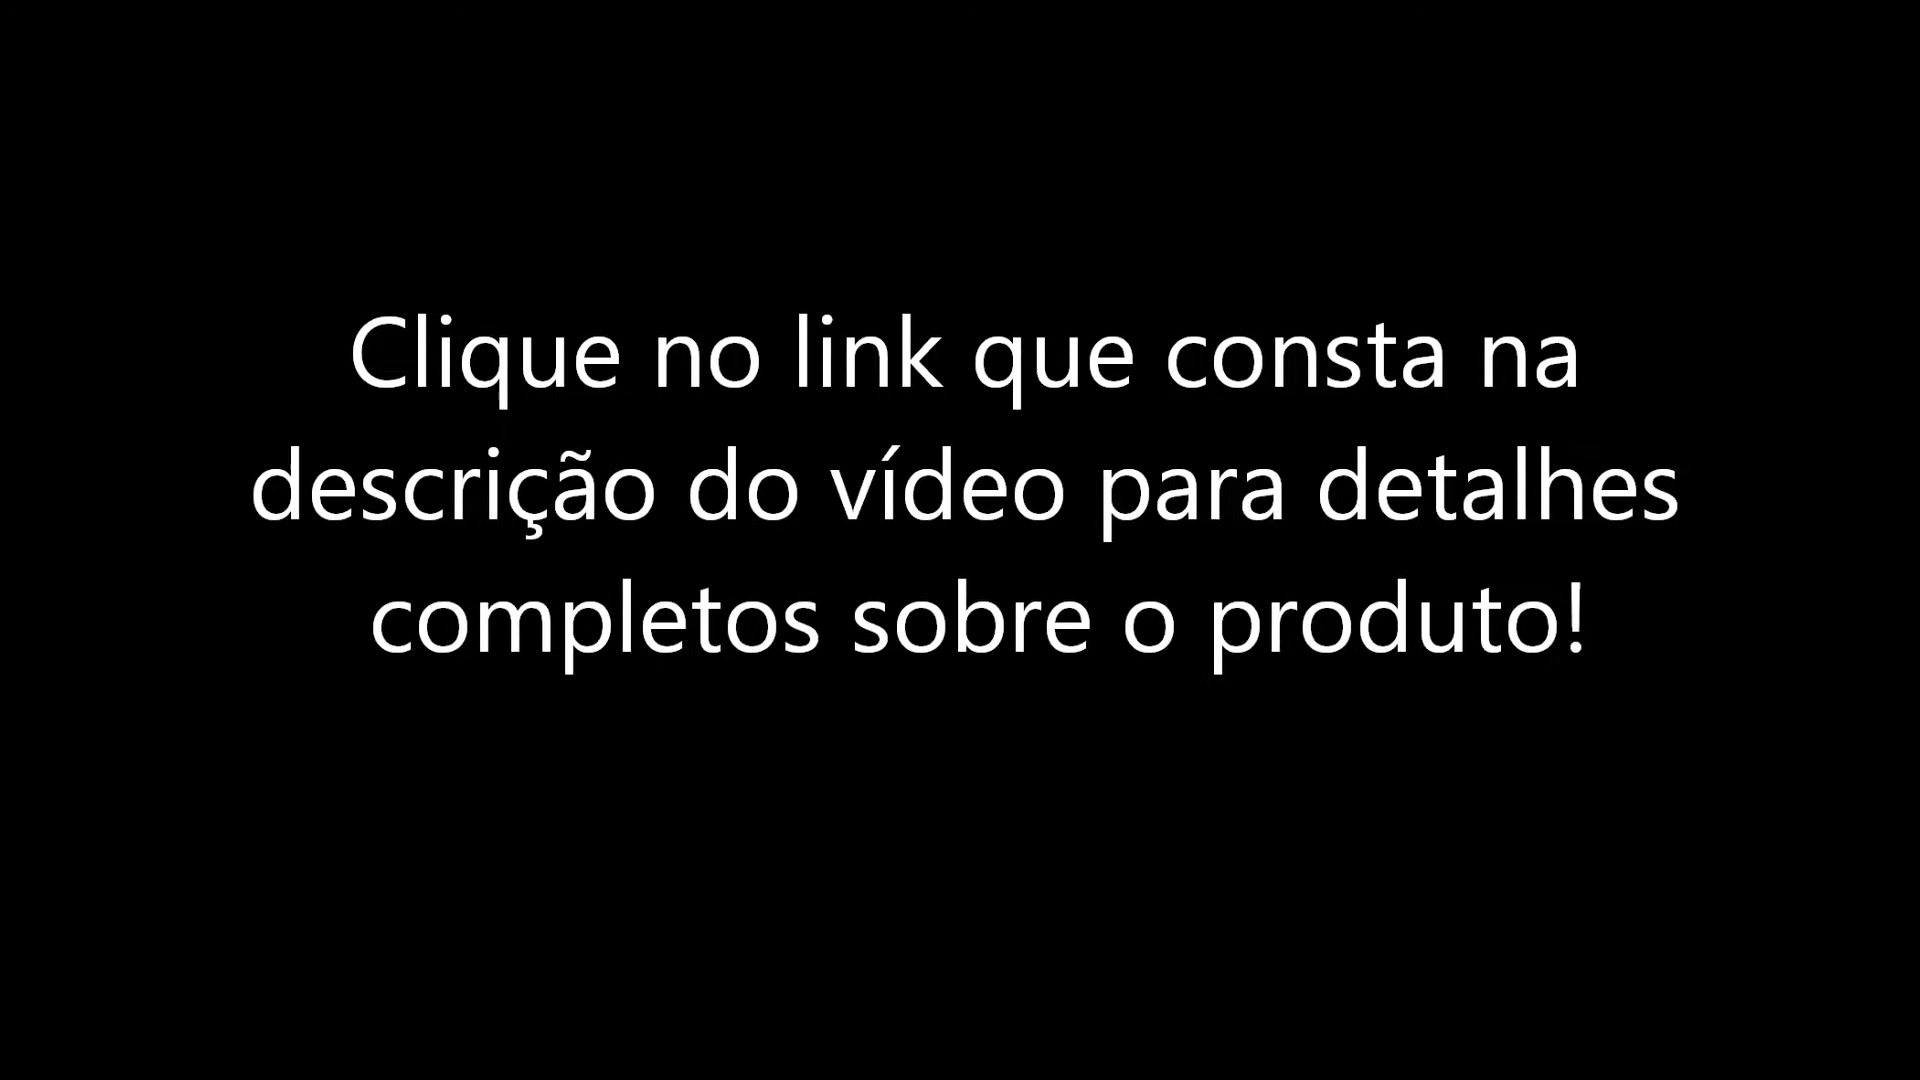 Clique no link que consta na
descrição do vídeo para detalhes
completos sobre o produto!